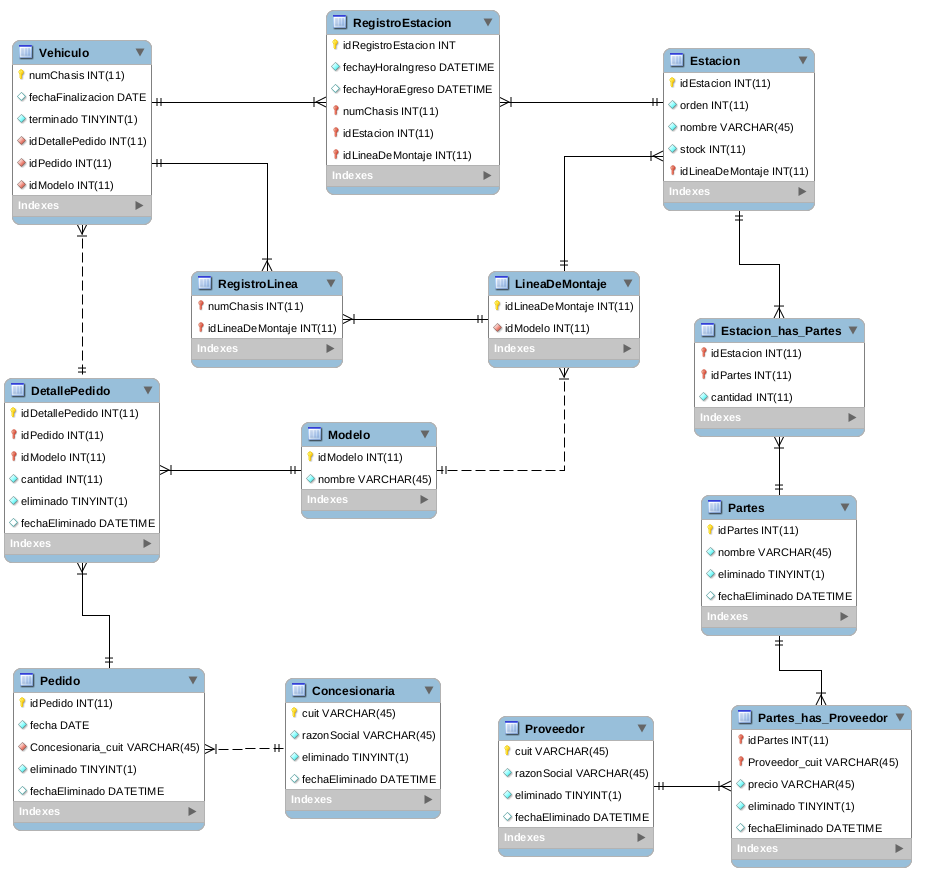 Vehiculo
numChasis INT(11)
fechaFinalizacion DATE
terminado TINYINT(1)
idDetallePedido INT(11)
idPedido INT(11)
idModelo INT(11)
Indexes
RegistroEstacion
idRegistroEstacion INT
fechayHoraIngreso DATETIME
fechayHoraEgreso DATETIME
numChasis INT(11)
idEstacion INT(11)
idLineaDeMontaje INT(11)
Indexes
Estacion
idEstacion INT(11)
orden INT(11)
nombre VARCHAR(45)
stock INT(11)
idLineaDeMontaje INT(11)
Indexes
RegistroLinea
numChasis INT(11)
idLineaDeMontaje INT(11)
Indexes
LineaDeMontaje
idLineaDeMontaje INT(11)
idModelo INT(11)
Indexes
Estacion_has_Partes
idEstacion INT(11)
idPartes INT(11)
cantidad INT(11)
Indexes
DetallePedido
idDetallePedido INT(11)
idPedido INT(11)
idModelo INT(11)
cantidad INT(11)
eliminado TINYINT(1)
fechaEliminado DATETIME
Indexes
Modelo
idModelo INT(11)
nombre VARCHAR(45)
Indexes
Partes
idPartes INT(11)
nombre VARCHAR(45)
eliminado TINYINT(1)
fechaEliminado DATETIME
Indexes
Pedido
idPedido INT(11)
fecha DATE
Concesionaria_cuit VARCHAR(45)
eliminado TINYINT(1)
fechaEliminado DATETIME
Indexes
Concesionaria
cuit VARCHAR(45)
razonSocial VARCHAR(45)
eliminado TINYINT(1)
fechaEliminado DATETIME
Indexes
Proveedor
cuit VARCHAR(45)
razonSocial VARCHAR(45)
eliminado TINYINT(1)
fechaEliminado DATETIME
Indexes
Partes_has_Proveedor
idPartes INT(11)
Proveedor_cuit VARCHAR(45)
precio VARCHAR(45)
eliminado TINYINT(1)
fechaEliminado DATETIME
Indexes